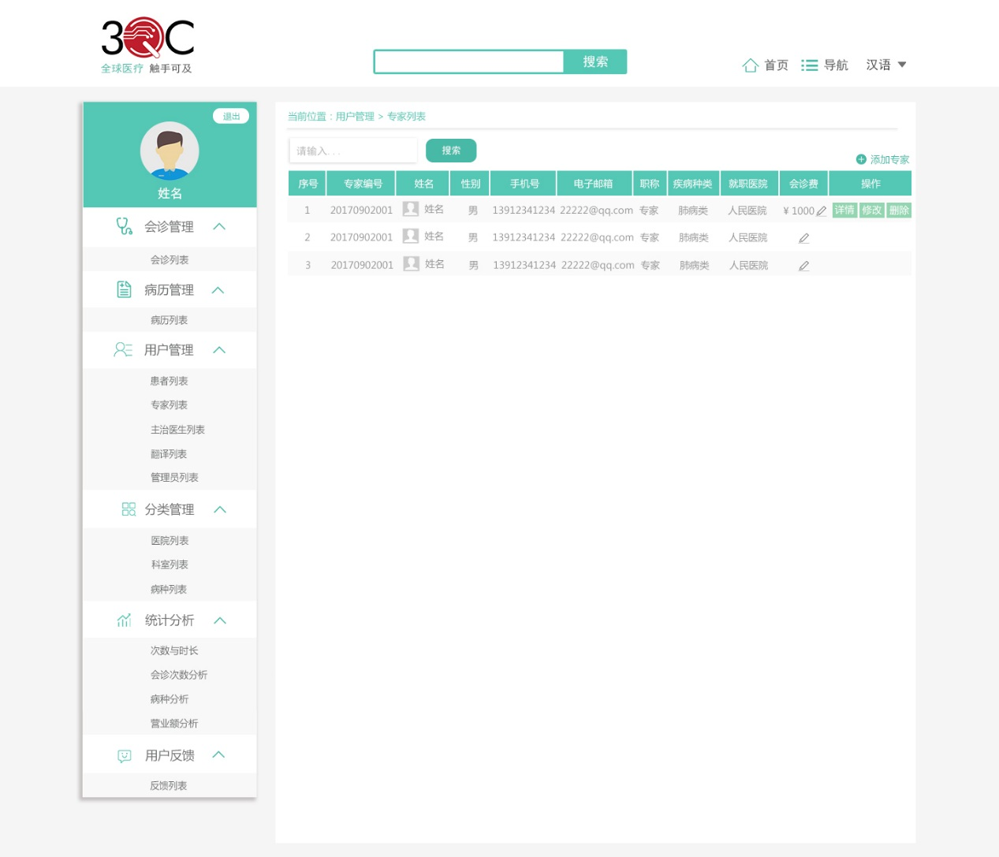 3QC
全球医疗 触手可及
搜索
首页 导航 汉语
退出
姓名
会诊管理
会诊列表
病历管理
病历列表
用户管理
患者列表
专家列表
主治医生列表
翻译列表
管理员列表
分类管理
医院列表
科室列表
病种列表
统计分析
次数与时长
会诊次数分析
病种分析
营业额分析
用户反馈
反馈列表
当前位置：用户管理 > 专家列表
请输入...
搜索
添加专家
序号 专家编号 姓名 性别 手机号 电子邮箱 职称 疾病种类 就职医院 会诊费 操作
1 20170902001 姓名 男 13912341234 22222@qq.com 专家 肺病类 人民医院 ¥ 1000 详情 修改 删除
2 20170902001 姓名 男 13912341234 22222@qq.com 专家 肺病类 人民医院
3 20170902001 姓名 男 13912341234 22222@qq.com 专家 肺病类 人民医院